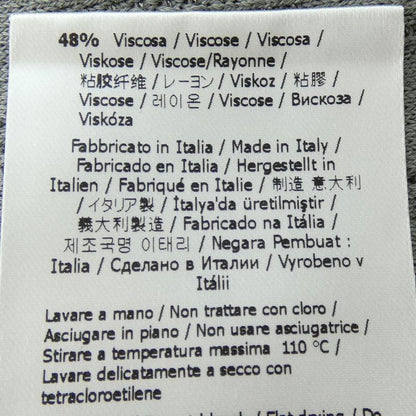 48% Viscosa / Viscose / Viscosa /
Viskose / Viscose/Rayonne /
粘胶纤维 / レーヨン / Viskoz / 粘膠
/ Viscose / 레이온 / Viscose / Вискоза /
Viskóza
Fabbricato in Italia / Made in Italy /
Fabricado en Italia / Hergestellt in
Italien / Fabriqué en Italie / 制造 意大利
/ イタリア製 / İtalya'da üretilmiştir /
義大利製造 / Fabricado na Itália /
제조국명 이태리 / Negara Pembuat :
Italia / Сделано в Италии / Vyrobeno v
Itálii
Lavare a mano / Non trattare con cloro /
Asciugare in piano / Non usare asciugatrice /
Stirare a temperatura massima 110 °C /
Lavare delicatamente a secco con
tetracloroetilene